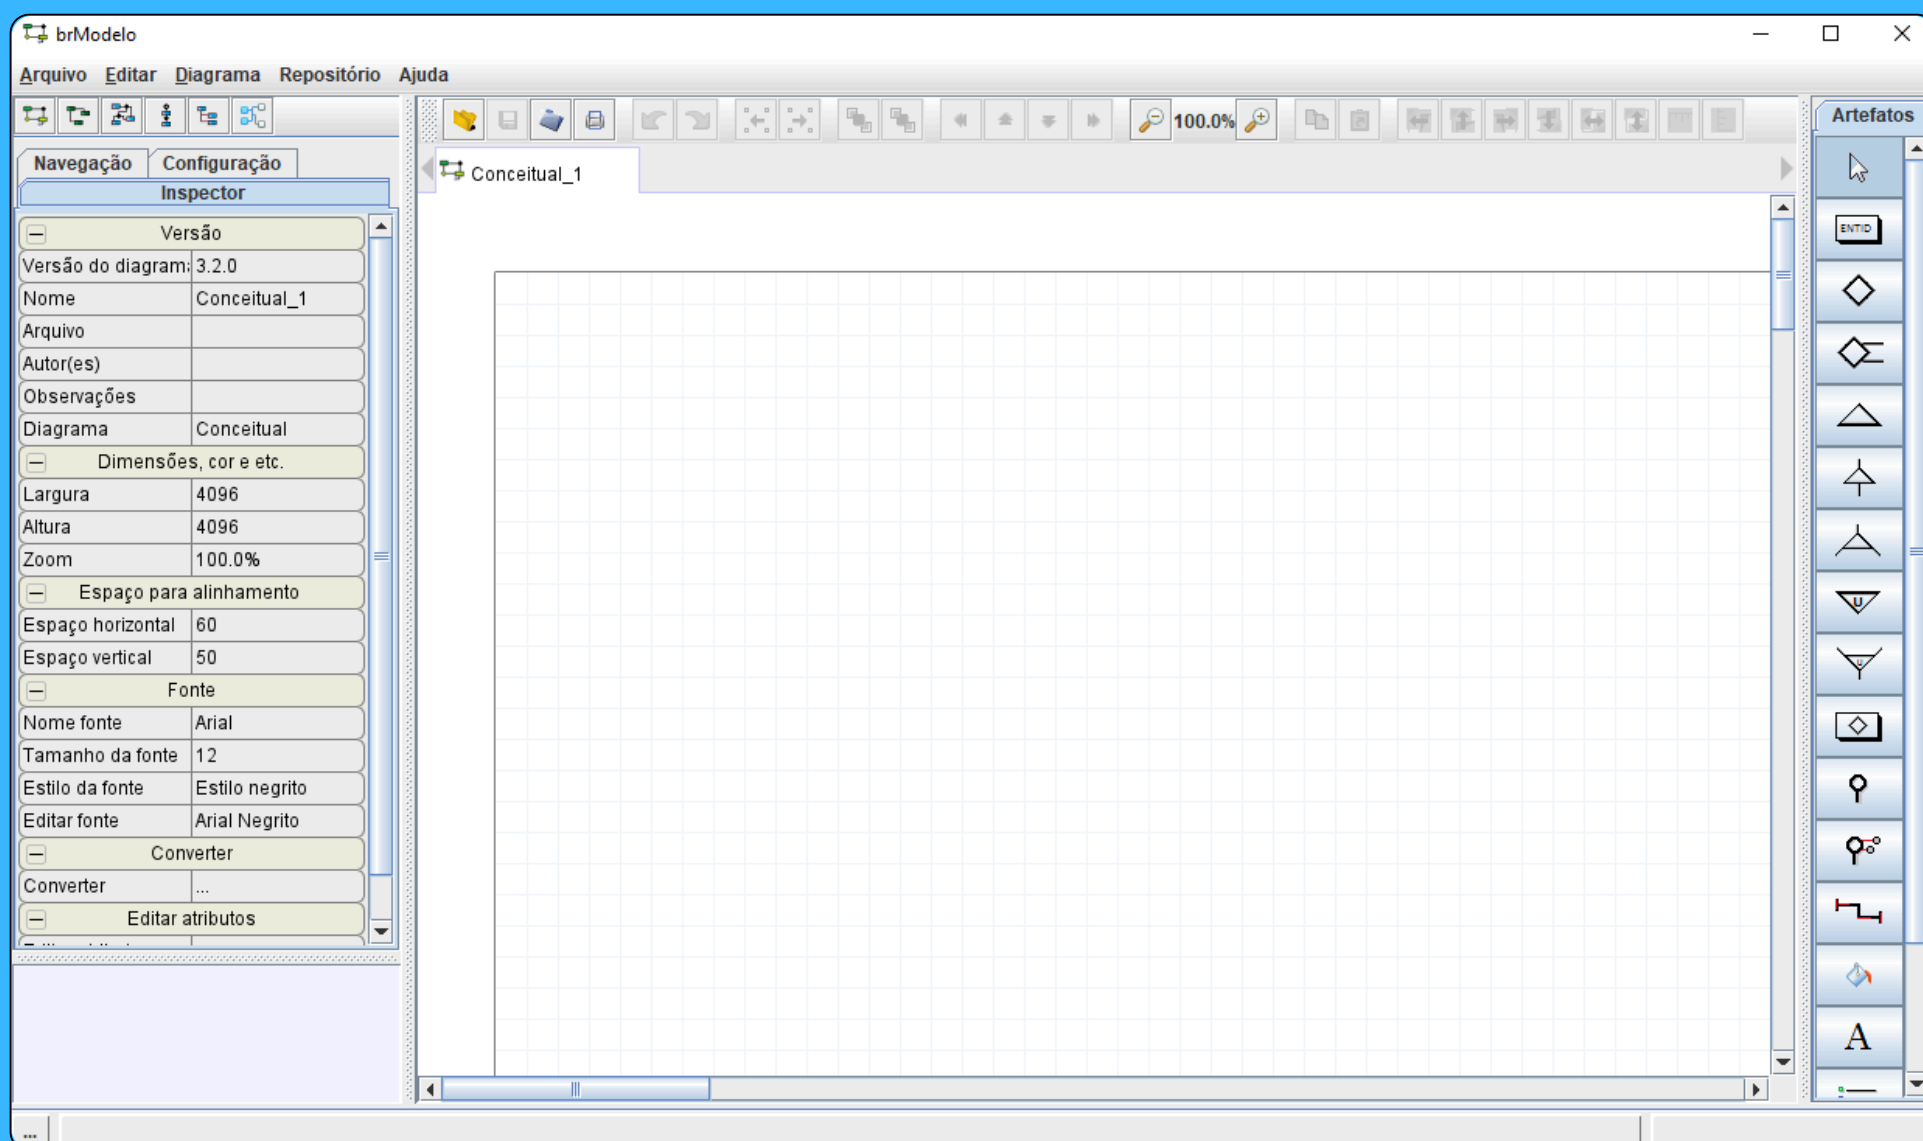 brModelo
Arquivo Editar Diagrama Repositório Ajuda
100.0%
Artefatos
Navegação Configuração
Inspector
Conceitual_1
Versão
Versão do diagram 3.2.0
Nome Conceitual_1
Arquivo
Autor(es)
Observações
Diagrama Conceitual
Dimensões, cor e etc.
Largura 4096
Altura 4096
Zoom 100.0%
Espaço para alinhamento
Espaço horizontal 60
Espaço vertical 50
Fonte
Nome fonte Arial
Tamanho da fonte 12
Estilo da fonte Estilo negrito
Editar fonte Arial Negrito
Converter
Converter ...
Editar atributos
ENTID
U
U
A
...